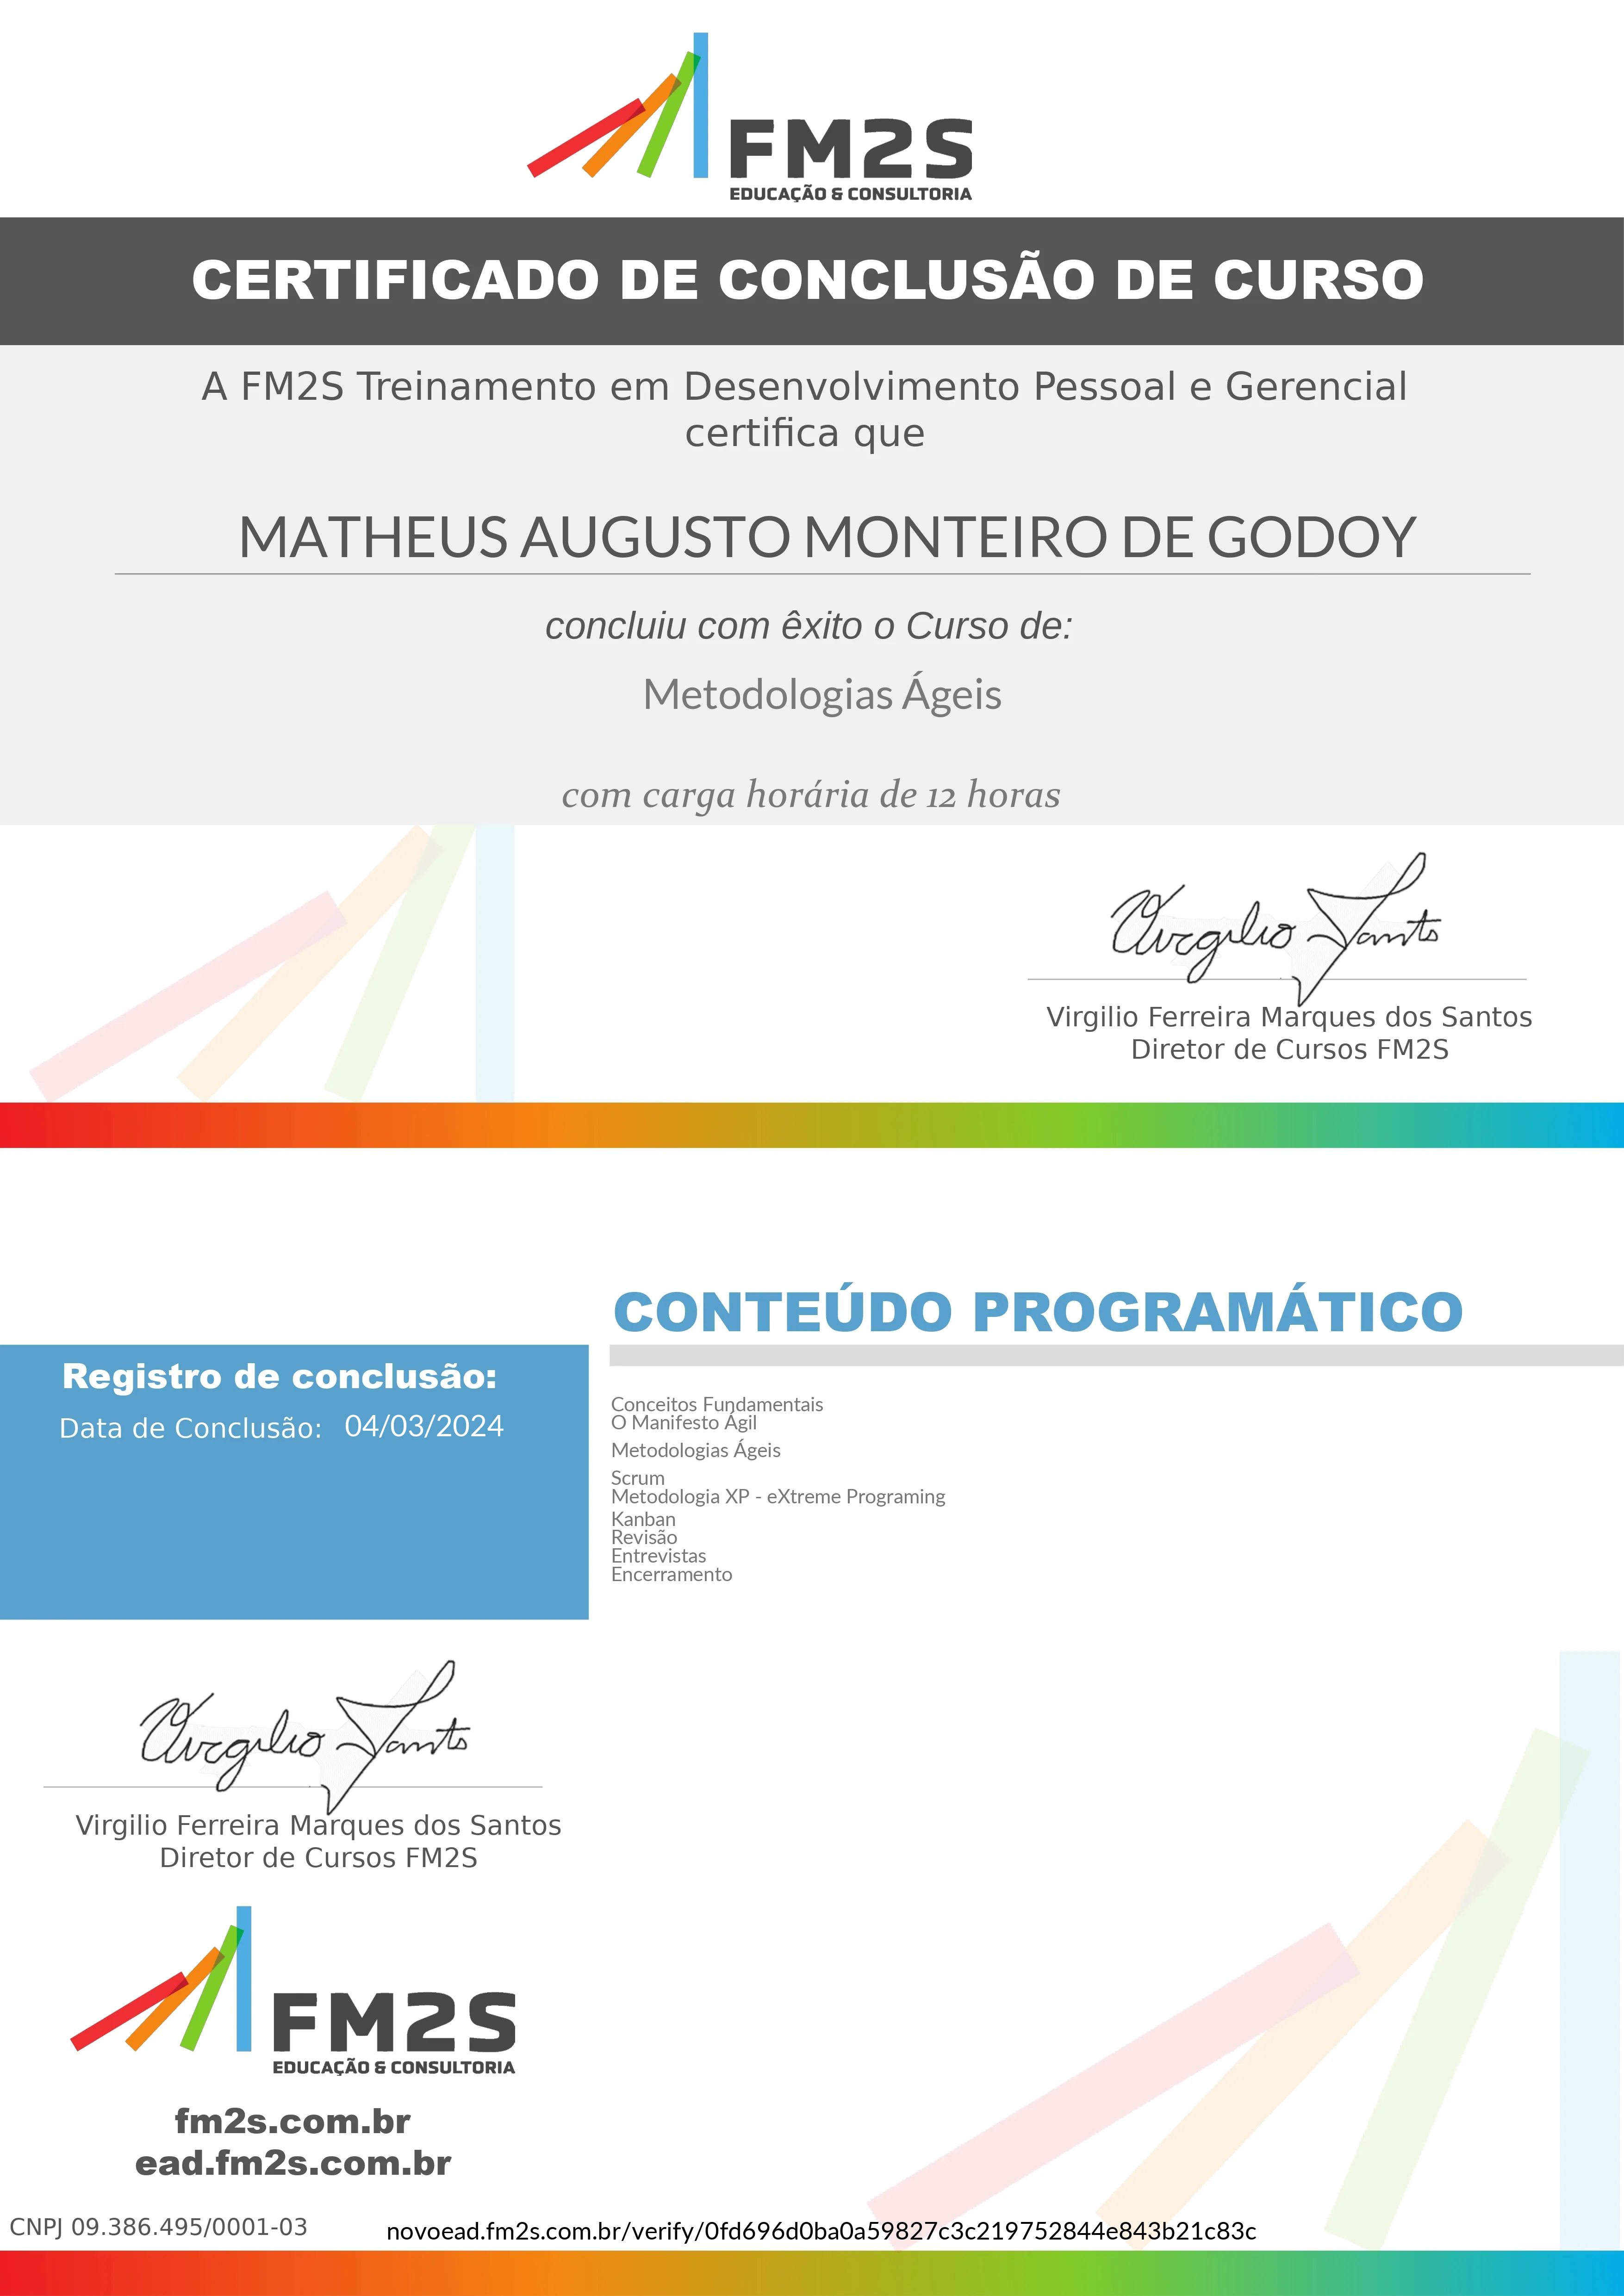 FM2S
EDUCAÇÃO & CONSULTORIA
CERTIFICADO DE CONCLUSÃO DE CURSO
A FM2S Treinamento em Desenvolvimento Pessoal e Gerencial
certifica que
MATHEUS AUGUSTO MONTEIRO DE GODOY
concluiu com êxito o Curso de:
Metodologias Ágeis
com carga horária de 12 horas
Virgilio Santo
Virgilio Ferreira Marques dos Santos
Diretor de Cursos FM2S
CONTEÚDO PROGRAMÁTICO
Registro de conclusão:
Data de Conclusão: 04/03/2024
Conceitos Fundamentais
O Manifesto Ágil
Metodologias Ágeis
Scrum
Metodologia XP - eXtreme Programing
Kanban
Revisão
Entrevistas
Encerramento
Virgilio Santo
Virgilio Ferreira Marques dos Santos
Diretor de Cursos FM2S
FM2S
EDUCAÇÃO & CONSULTORIA
fm2s.com.br
ead.fm2s.com.br
CNPJ 09.386.495/0001-03
novoead.fm2s.com.br/verify/0fd696d0ba0a59827c3c219752844e843b21c83c